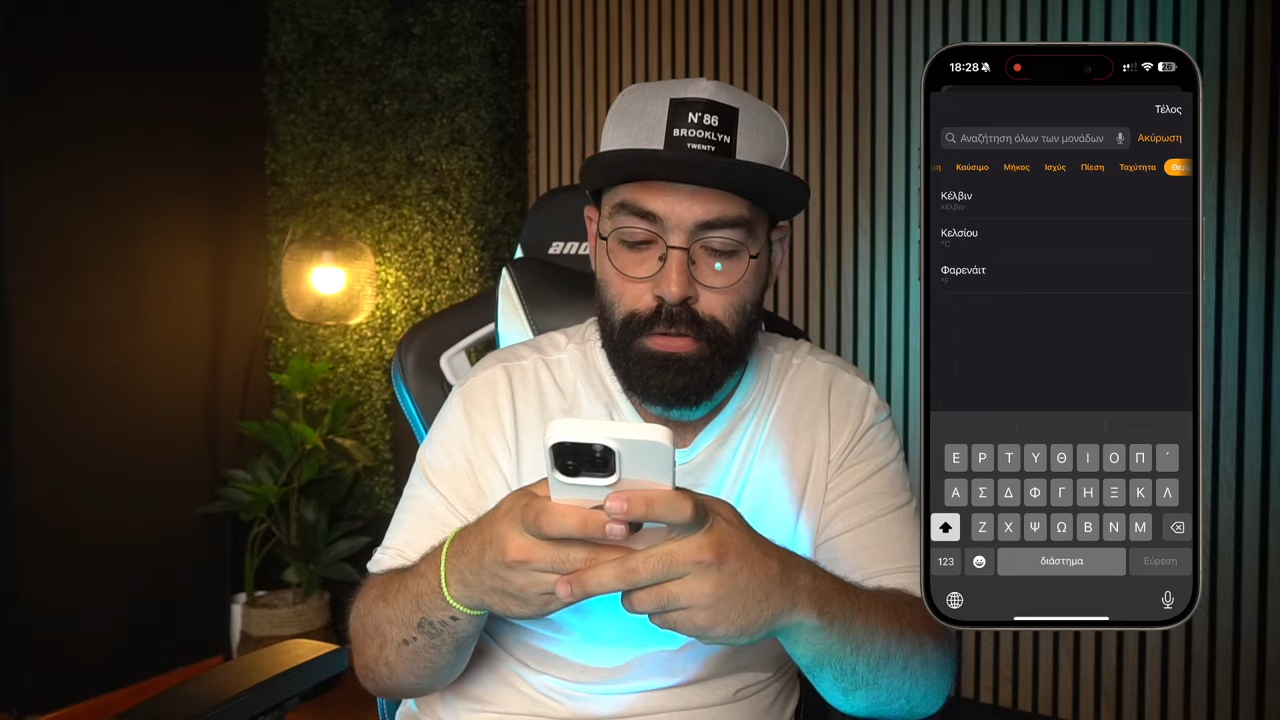 N° 86
BROOKLYN
TWENTY
18:28
26
Τέλος
Αναζήτηση όλων των μονάδων
Ακύρωση
Καύσιμο Μήκος Ισχύς Πίεση Ταχύτητα
Κέλβιν
κέλβιν
Κελσίου
°C
Φαρενάιτ
°F
Ε Ρ Τ Υ Θ Ι Ο Π ΄
Α Σ Δ Φ Γ Η Ξ Κ Λ
Ζ Χ Ψ Ω Β Ν Μ
123 διάστημα Εύρεση